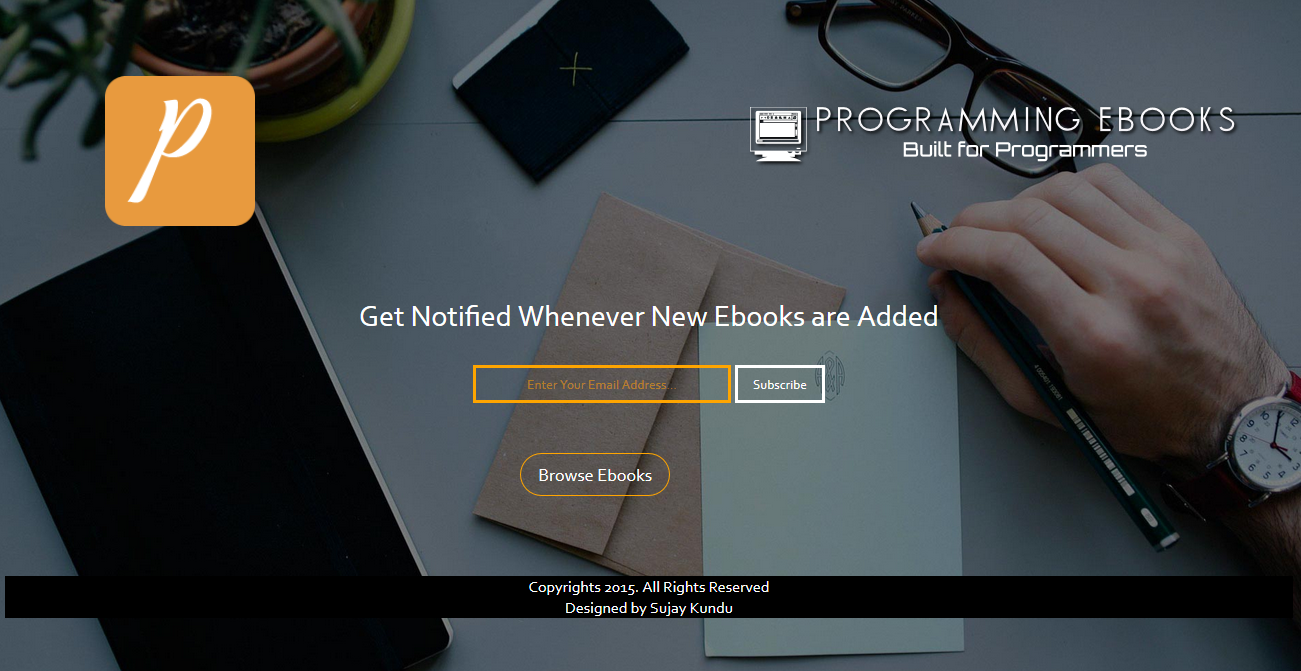 p
PROGRAMMING EBOOKS
Built for Programmers
Get Notified Whenever New Ebooks are Added
Enter Your Email Address...
Subscribe
Browse Ebooks
Copyrights 2015. All Rights Reserved
Designed by Sujay Kundu